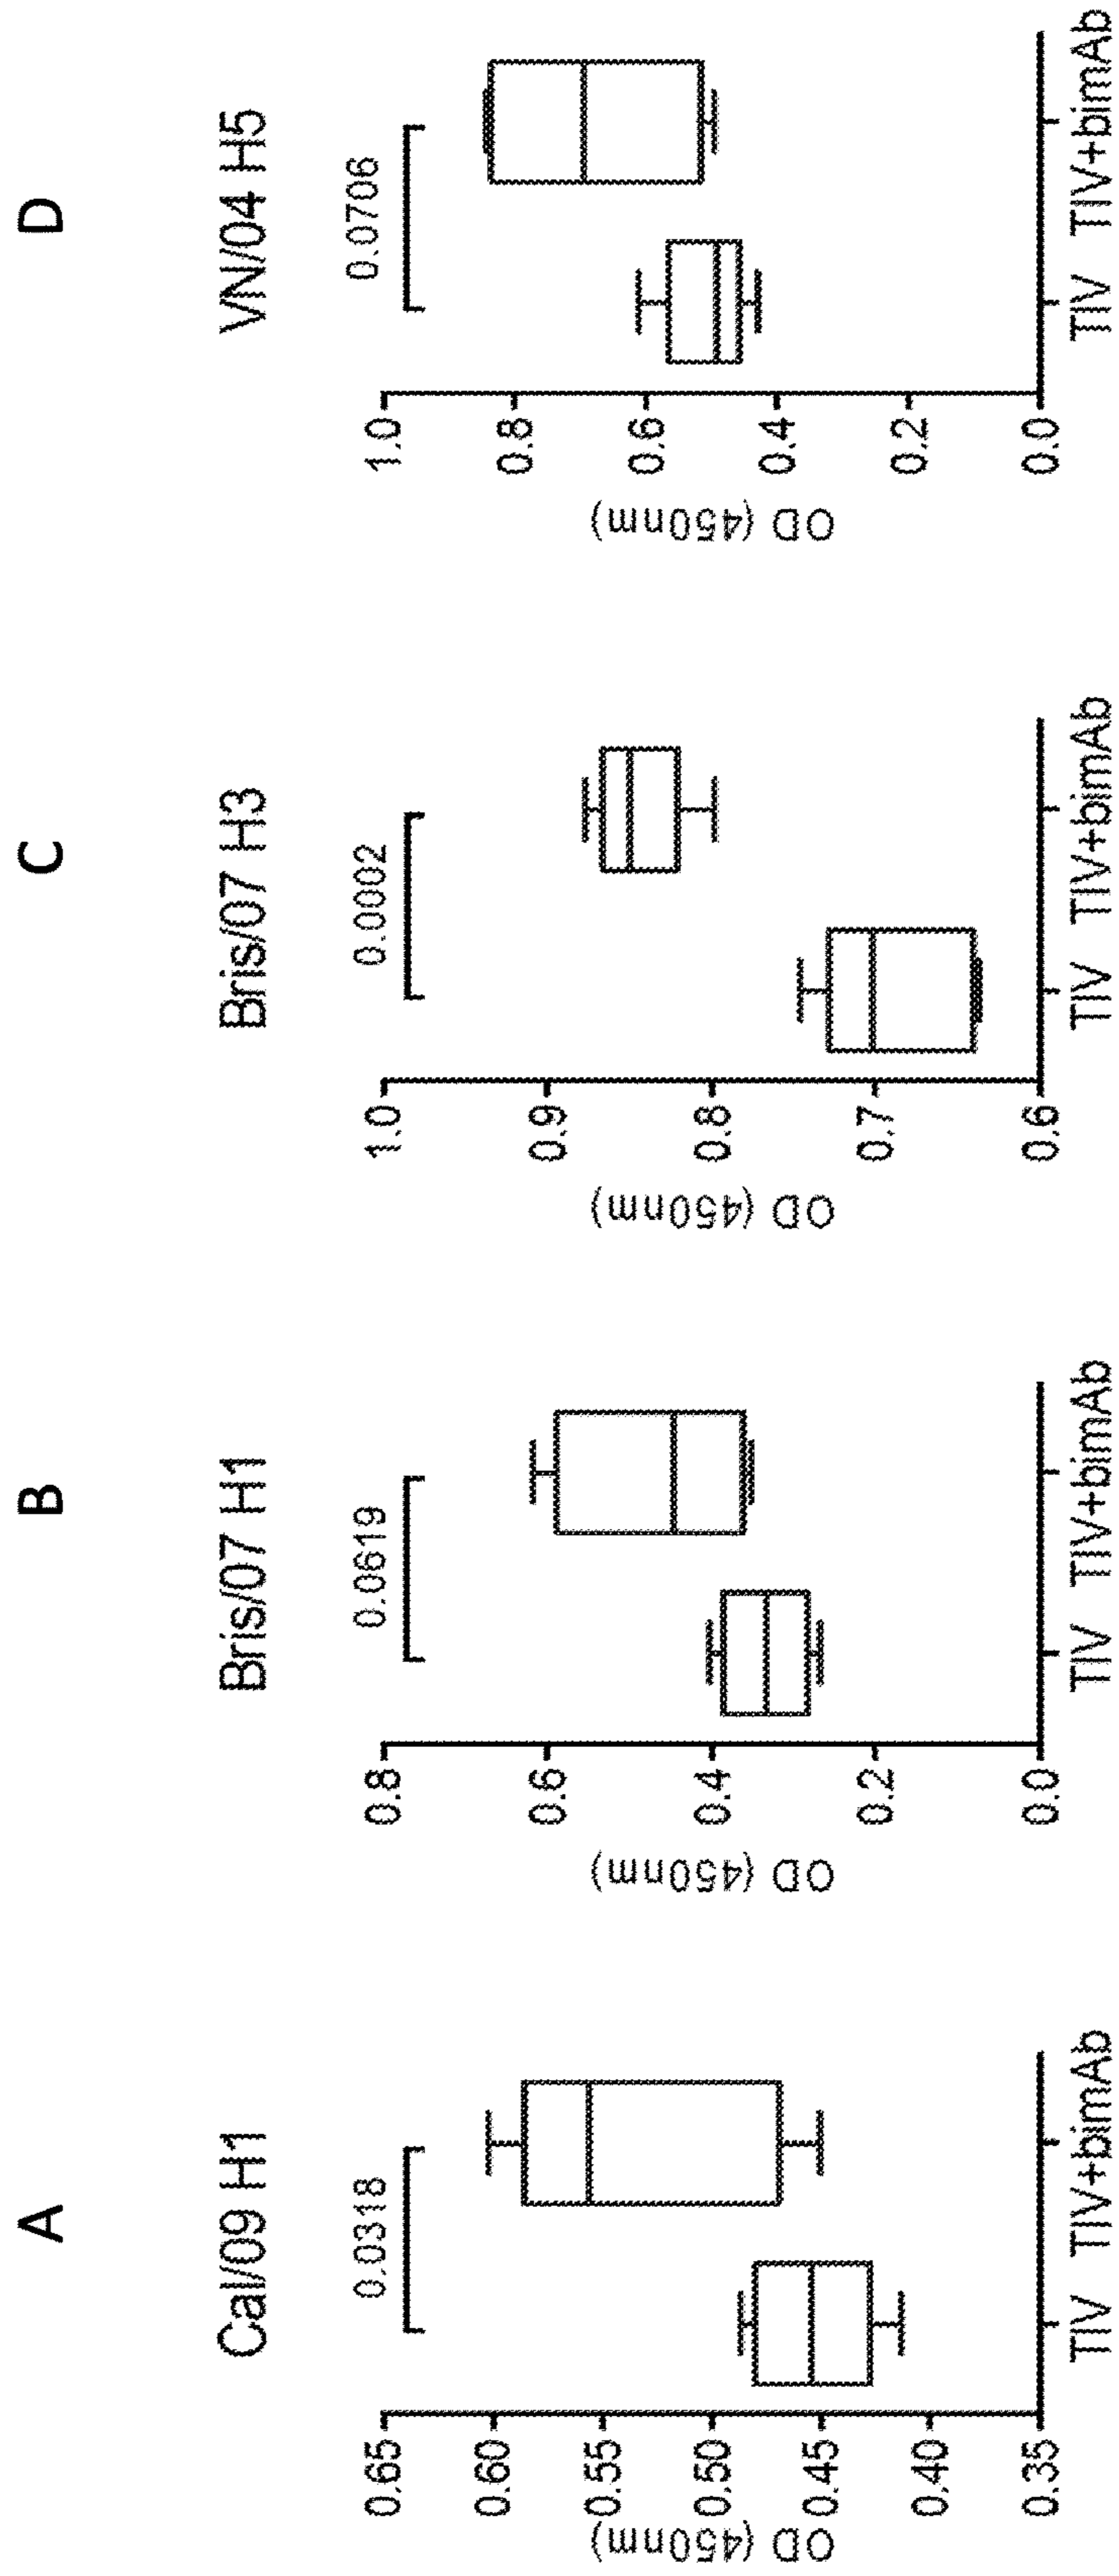 A
Cal/09 H1
0.0318
OD (450nm)
0.65
0.60
0.55
0.50
0.45
0.40
0.35
TIV TIV+bimAb
B
Bris/07 H1
0.0619
OD (450nm)
0.8
0.6
0.4
0.2
0.0
TIV TIV+bimAb
C
Bris/07 H3
0.0002
OD (450nm)
1.0
0.9
0.8
0.7
0.6
TIV TIV+bimAb
D
VN/04 H5
0.0706
OD (450nm)
1.0
0.8
0.6
0.4
0.2
0.0
TIV TIV+bimAb